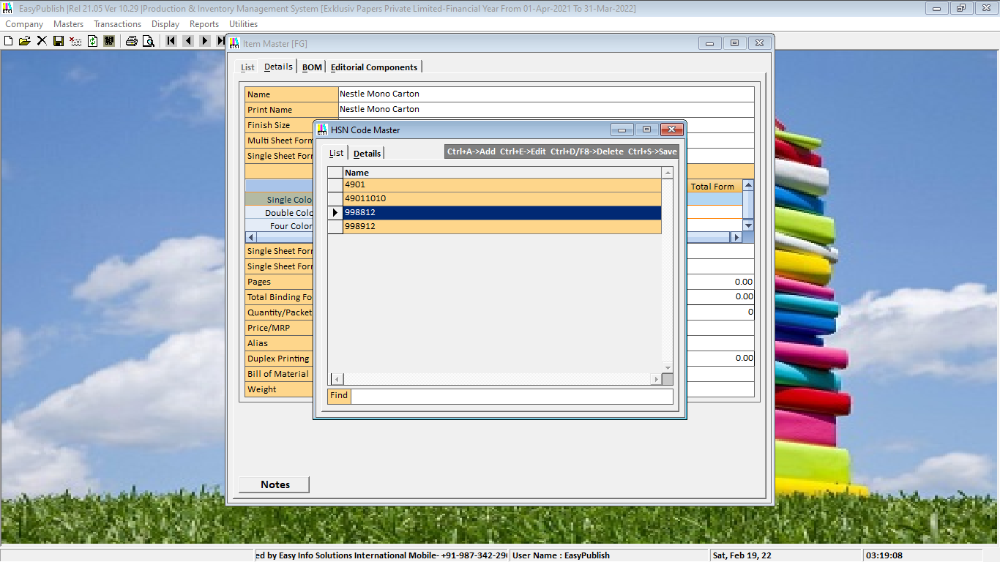 EasyPublish |Rel 21.05 Ver 10.29 |Production & Inventory Management System [Exklusiv Papers Private Limited-Financial Year From 01-Apr-2021 To 31-Mar-2022]
Company Masters Transactions Display Reports Utilities
Item Master [FG]
List Details BOM Editorial Components
Name Nestle Mono Carton
Print Name Nestle Mono Carton
Finish Size
Multi Sheet Form
Single Sheet Forr
HSN Code Master
List Details Ctrl+A->Add Ctrl+E->Edit Ctrl+D/F8->Delete Ctrl+S->Save
Name
4901
49011010
998812
998912
Find
Total Form
Single Colo
Double Colo
Four Color
Single Sheet Forr
Single Sheet Forr
Pages 0.00
Total Binding Fo 0.00
Quantity/Packet 0
Price/MRP
Alias
Duplex Printing 0.00
Bill of Material
Weight
Notes
ed by Easy Info Solutions International Mobile- +91-987-342-29 User Name : EasyPublish Sat, Feb 19, 22 03:19:08